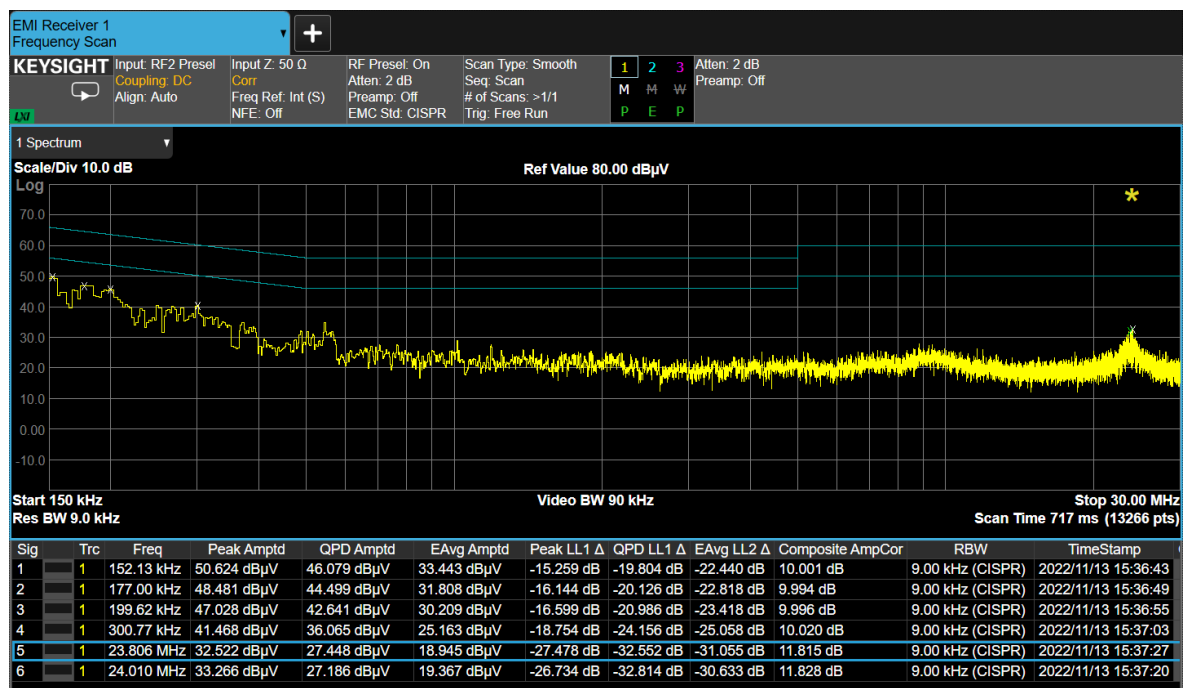 EMI Receiver 1
Frequency Scan
+
KEYSIGHT
LXI
Input: RF2 Presel
Coupling: DC
Align: Auto
Input Z: 50 Ω
Corr
Freq Ref: Int (S)
NFE: Off
RF Presel: On
Atten: 2 dB
Preamp: Off
EMC Std: CISPR
Scan Type: Smooth
Seq: Scan
# of Scans: >1/1
Trig: Free Run
1 2 3
M M W
P E P
Atten: 2 dB
Preamp: Off
1 Spectrum
Scale/Div 10.0 dB
Ref Value 80.00 dBµV
Log
70.0
60.0
50.0
40.0
30.0
20.0
10.0
0.00
-10.0
Start 150 kHz
Video BW 90 kHz
Stop 30.00 MHz
Res BW 9.0 kHz
Scan Time 717 ms (13266 pts)
Sig Trc Freq Peak Amptd QPD Amptd EAvg Amptd Peak LL1 Δ QPD LL1 Δ EAvg LL2 Δ Composite AmpCor RBW TimeStamp
1 1 152.13 kHz 50.624 dBµV 46.079 dBµV 33.443 dBµV -15.259 dB -19.804 dB -22.440 dB 10.001 dB 9.00 kHz (CISPR) 2022/11/13 15:36:43
2 1 177.00 kHz 48.481 dBµV 44.499 dBµV 31.808 dBµV -16.144 dB -20.126 dB -22.818 dB 9.994 dB 9.00 kHz (CISPR) 2022/11/13 15:36:49
3 1 199.62 kHz 47.028 dBµV 42.641 dBµV 30.209 dBµV -16.599 dB -20.986 dB -23.418 dB 9.996 dB 9.00 kHz (CISPR) 2022/11/13 15:36:55
4 1 300.77 kHz 41.468 dBµV 36.065 dBµV 25.163 dBµV -18.754 dB -24.156 dB -25.058 dB 10.020 dB 9.00 kHz (CISPR) 2022/11/13 15:37:03
5 1 23.806 MHz 32.522 dBµV 27.448 dBµV 18.945 dBµV -27.478 dB -32.552 dB -31.055 dB 11.815 dB 9.00 kHz (CISPR) 2022/11/13 15:37:27
6 1 24.010 MHz 33.266 dBµV 27.186 dBµV 19.367 dBµV -26.734 dB -32.814 dB -30.633 dB 11.828 dB 9.00 kHz (CISPR) 2022/11/13 15:37:20